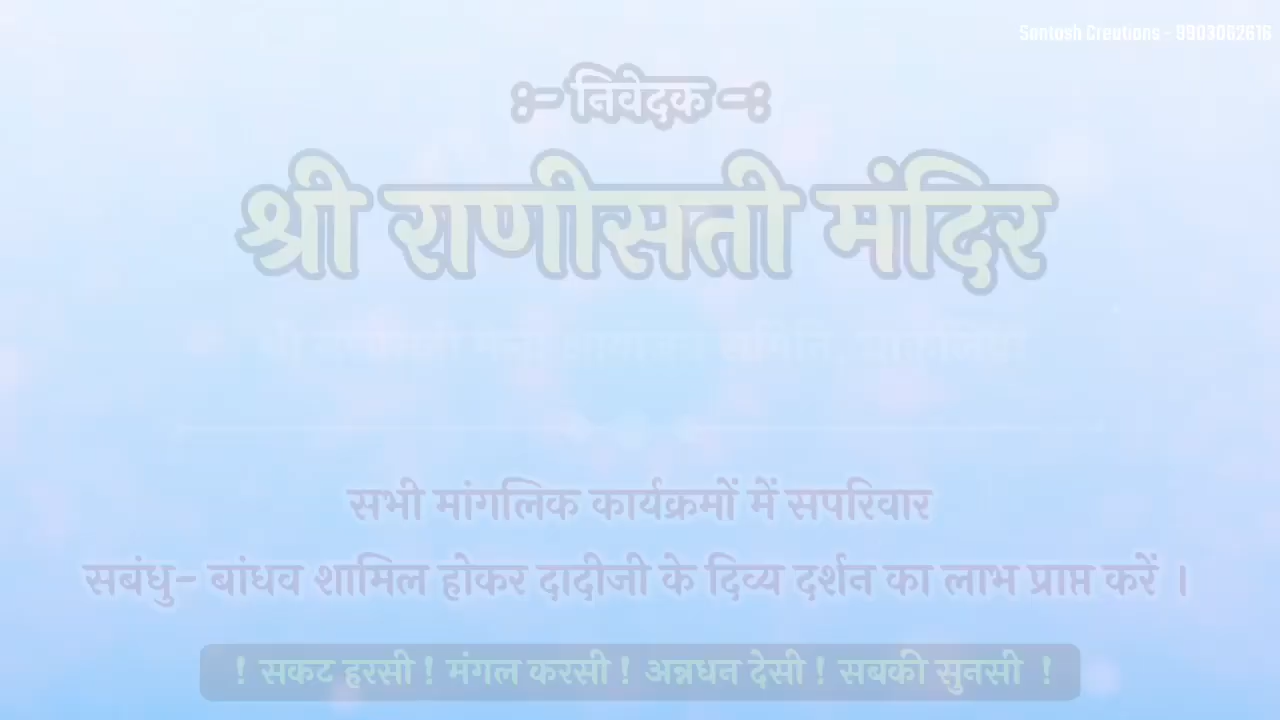 Santosh Creations - 9903062616
:- निवेदक -:
श्री राणीसती मंदिर
सभी मांगलिक कार्यक्रमों में सपरिवार
सबंधु- बांधव शामिल होकर दादीजी के दिव्य दर्शन का लाभ प्राप्त करें ।
! सकट हरसी ! मंगल करसी ! अन्नधन देसी ! सबकी सुनसी !